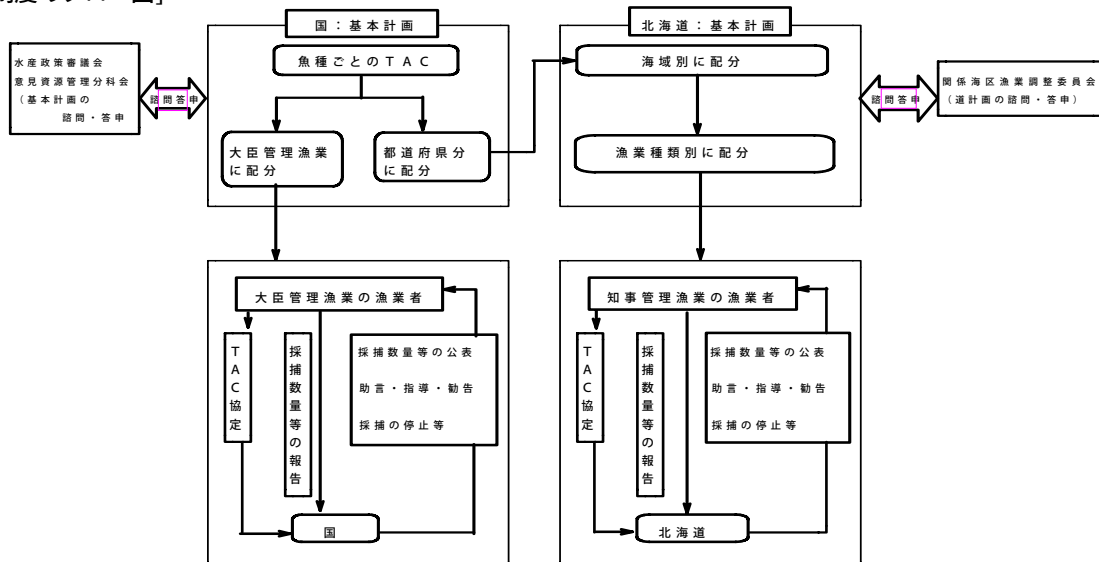 国：基本計画
北海道：基本計画
水産政策審議会
意見資源管理分科会
（基本計画の
諮問・答申
諮問答申
魚種ごとのＴＡＣ
大臣管理漁業
に配分
都道府県分
に配分
海域別に配分
漁業種類別に配分
諮問答申
関係海区漁業調整委員会
（道計画の諮問・答申）
大臣管理漁業の漁業者
ＴＡＣ協定
採捕数量等の報告
採捕数量等の公表
助言・指導・勧告
採捕の停止等
国
知事管理漁業の漁業者
ＴＡＣ協定
採捕数量等の報告
採捕数量等の公表
助言・指導・勧告
採捕の停止等
北海道